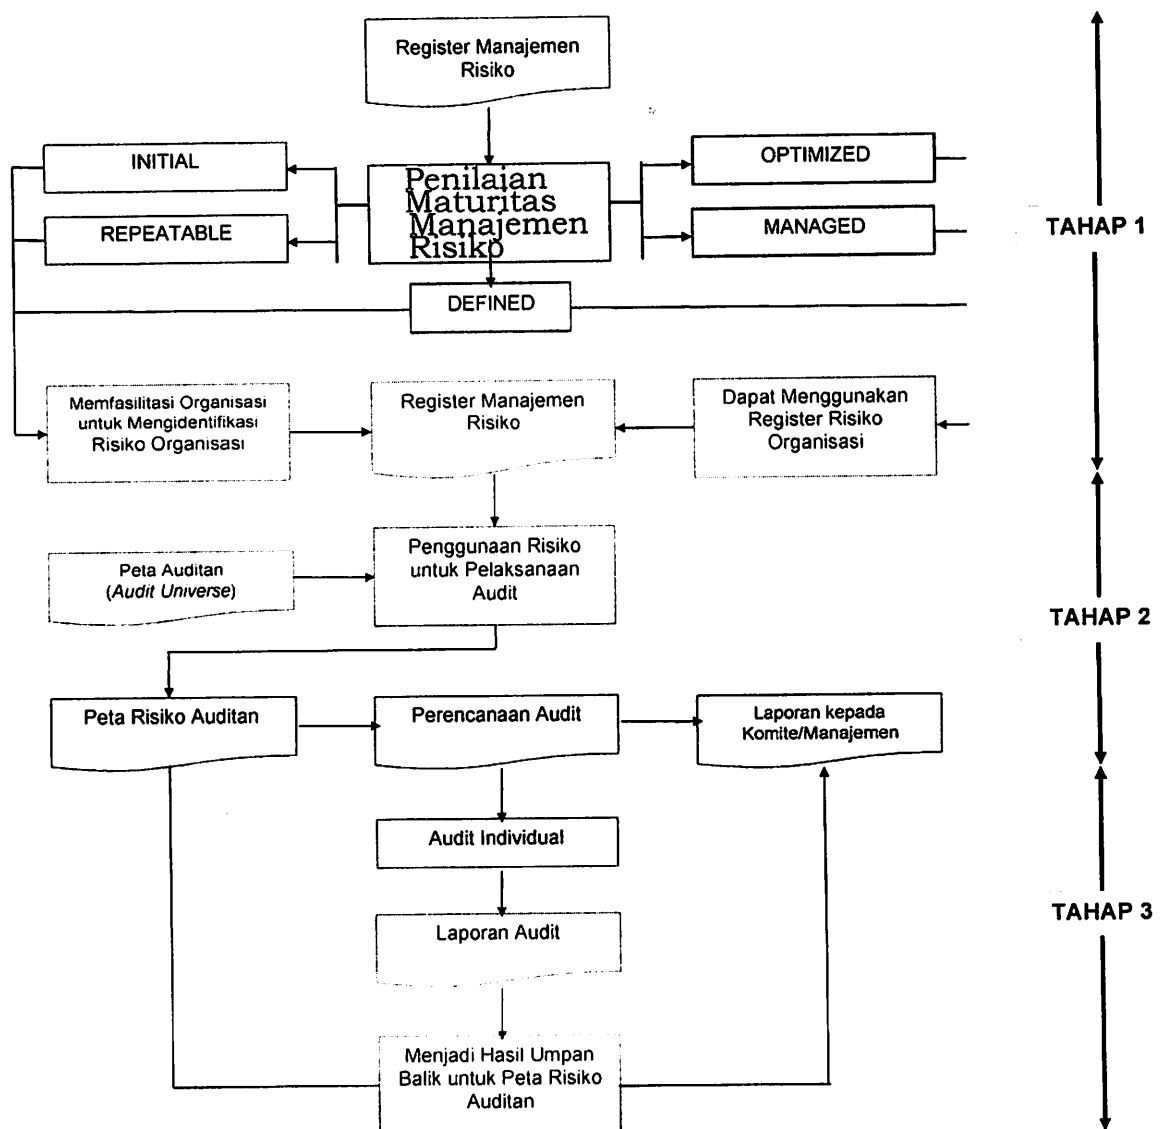 Register Manajemen
Risiko
INITIAL
OPTIMIZED
Penilaian
Maturitas
Manajemen
Risiko
REPEATABLE
MANAGED
TAHAP 1
DEFINED
Memfasilitasi Organisasi
untuk Mengidentifikasi
Risiko Organisasi
Register Manajemen
Risiko
Dapat Menggunakan
Register Risiko
Organisasi
Peta Auditan
(Audit Universe)
Penggunaan Risiko
untuk Pelaksanaan
Audit
TAHAP 2
Peta Risiko Auditan
Perencanaan Audit
Laporan kepada
Komite/Manajemen
Audit Individual
TAHAP 3
Laporan Audit
Menjadi Hasil Umpan
Balik untuk Peta Risiko
Auditan